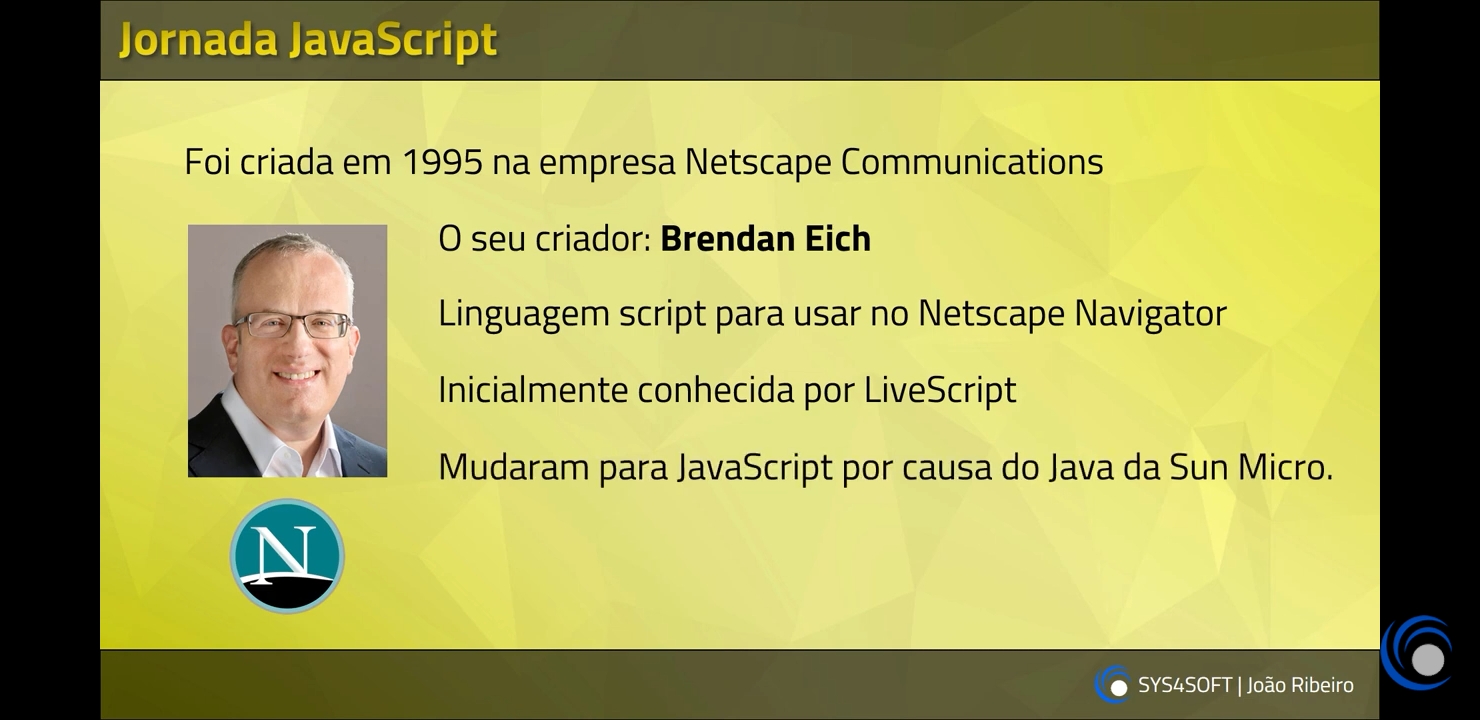 Jornada JavaScript
Foi criada em 1995 na empresa Netscape Communications
O seu criador: Brendan Eich
Linguagem script para usar no Netscape Navigator
Inicialmente conhecida por LiveScript
Mudaram para JavaScript por causa do Java da Sun Micro.
N
SYS4SOFT | João Ribeiro